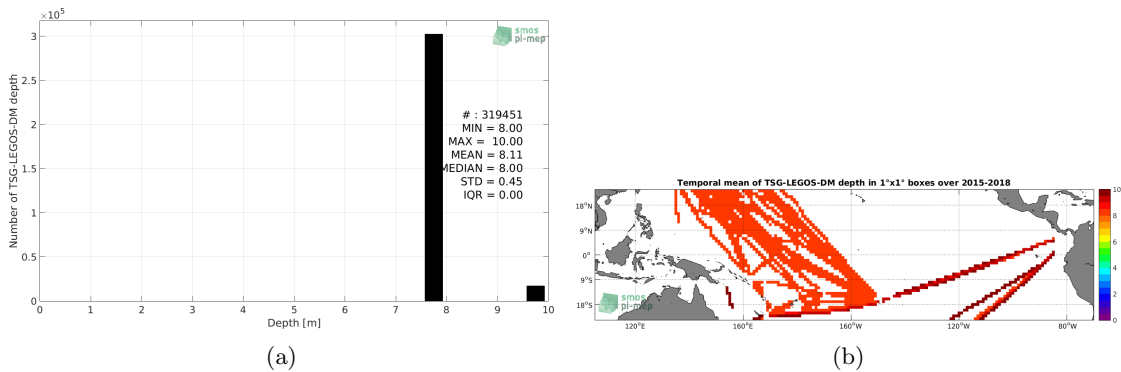 ×10⁵
smos
pi-mep
3
2.5
2
1.5
1
0.5
0
Number of TSG-LEGOS-DM depth
# : 319451
MIN = 8.00
MAX = 10.00
MEAN = 8.11
MEDIAN = 8.00
STD = 0.45
IQR = 0.00
0 1 2 3 4 5 6 7 8 9 10
Depth [m]
(a)
Temporal mean of TSG-LEGOS-DM depth in 1°x1° boxes over 2015-2018
18°N
9°N
0°
9°S
18°S
smos
pi-mep
120°E 160°E 160°W 120°W 80°W
10
8
6
4
2
0
(b)